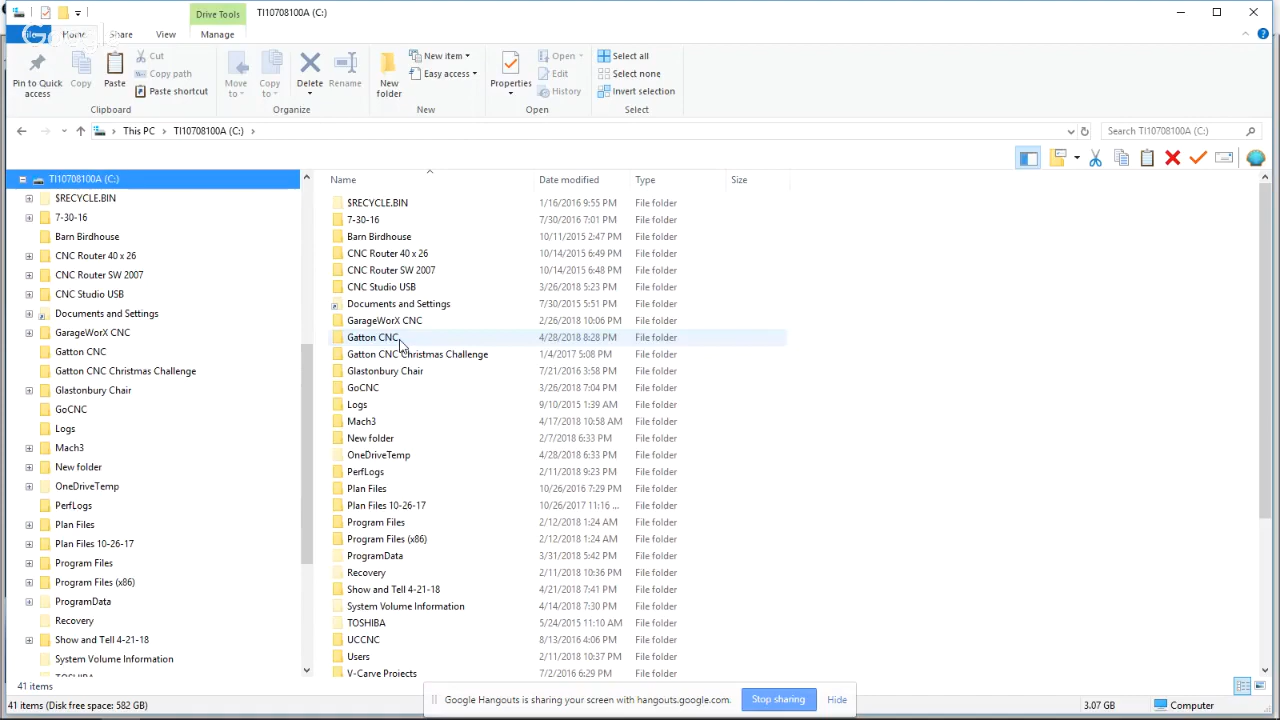 Drive Tools
TI10708100A (C:)
File Home Share View Manage
Pin to Quick access
Copy
Paste
Cut
Copy path
Paste shortcut
Clipboard
Move to
Copy to
Delete
Rename
Organize
New folder
New item
Easy access
New
Properties
Open
Edit
History
Open
Select all
Select none
Invert selection
Select
This PC > TI10708100A (C:) >
Search TI10708100A (C:)
TI10708100A (C:)
$RECYCLE.BIN
7-30-16
Barn Birdhouse
CNC Router 40 x 26
CNC Router SW 2007
CNC Studio USB
Documents and Settings
GarageWorX CNC
Gatton CNC
Gatton CNC Christmas Challenge
Glastonbury Chair
GoCNC
Logs
Mach3
New folder
OneDriveTemp
PerfLogs
Plan Files
Plan Files 10-26-17
Program Files
Program Files (x86)
ProgramData
Recovery
Show and Tell 4-21-18
System Volume Information
TOSHIBA
Name Date modified Type Size
$RECYCLE.BIN 1/16/2016 9:55 PM File folder
7-30-16 7/30/2016 7:01 PM File folder
Barn Birdhouse 10/11/2015 2:47 PM File folder
CNC Router 40 x 26 10/14/2015 6:49 PM File folder
CNC Router SW 2007 10/14/2015 6:48 PM File folder
CNC Studio USB 3/26/2018 5:23 PM File folder
Documents and Settings 7/30/2015 5:51 PM File folder
GarageWorX CNC 2/26/2018 10:06 PM File folder
Gatton CNC 4/28/2018 8:28 PM File folder
Gatton CNC Christmas Challenge 1/4/2017 5:08 PM File folder
Glastonbury Chair 7/21/2016 3:58 PM File folder
GoCNC 3/26/2018 7:04 PM File folder
Logs 9/10/2015 1:39 AM File folder
Mach3 4/17/2018 10:58 AM File folder
New folder 2/7/2018 6:33 PM File folder
OneDriveTemp 4/28/2018 6:33 PM File folder
PerfLogs 2/11/2018 9:23 PM File folder
Plan Files 10/26/2016 7:29 PM File folder
Plan Files 10-26-17 10/26/2017 11:16 ... File folder
Program Files 2/12/2018 1:24 AM File folder
Program Files (x86) 2/12/2018 1:24 AM File folder
ProgramData 3/31/2018 5:42 PM File folder
Recovery 2/11/2018 10:36 PM File folder
Show and Tell 4-21-18 4/21/2018 7:41 PM File folder
System Volume Information 4/14/2018 7:30 PM File folder
TOSHIBA 5/24/2015 11:10 AM File folder
UCCNC 8/13/2016 4:06 PM File folder
Users 2/11/2018 10:37 PM File folder
V-Carve Projects 7/2/2016 6:29 PM File folder
41 items
Google Hangouts is sharing your screen with hangouts.google.com.
Stop sharing
Hide
41 items (Disk free space: 582 GB)
3.07 GB
Computer